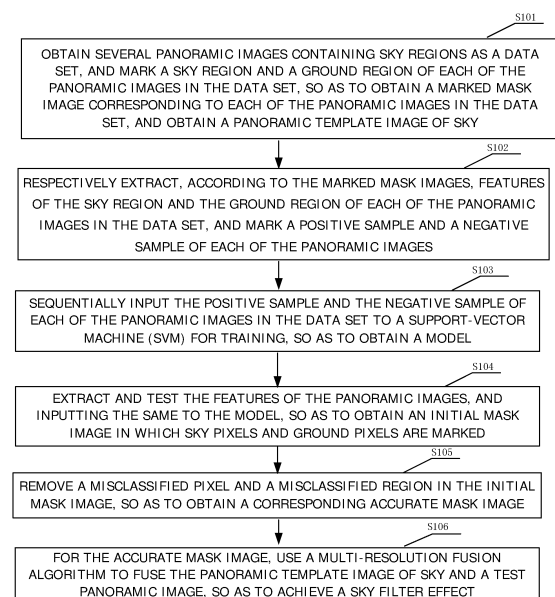 S101
OBTAIN SEVERAL PANORAMIC IMAGES CONTAINING SKY REGIONS AS A DATA
SET, AND MARK A SKY REGION AND A GROUND REGION OF EACH OF THE
PANORAMIC IMAGES IN THE DATA SET, SO AS TO OBTAIN A MARKED MASK
IMAGE CORRESPONDING TO EACH OF THE PANORAMIC IMAGES IN THE DATA
SET, AND OBTAIN A PANORAMIC TEMPLATE IMAGE OF SKY
S102
RESPECTIVELY EXTRACT, ACCORDING TO THE MARKED MASK IMAGES, FEATURES
OF THE SKY REGION AND THE GROUND REGION OF EACH OF THE PANORAMIC
IMAGES IN THE DATA SET, AND MARK A POSITIVE SAMPLE AND A NEGATIVE
SAMPLE OF EACH OF THE PANORAMIC IMAGES
S103
SEQUENTIALLY INPUT THE POSITIVE SAMPLE AND THE NEGATIVE SAMPLE OF
EACH OF THE PANORAMIC IMAGES IN THE DATA SET TO A SUPPORT-VECTOR
MACHINE (SVM) FOR TRAINING, SO AS TO OBTAIN A MODEL
S104
EXTRACT AND TEST THE FEATURES OF THE PANORAMIC IMAGES, AND
INPUTTING THE SAME TO THE MODEL, SO AS TO OBTAIN AN INITIAL MASK
IMAGE IN WHICH SKY PIXELS AND GROUND PIXELS ARE MARKED
S105
REMOVE A MISCLASSIFIED PIXEL AND A MISCLASSIFIED REGION IN THE INITIAL
MASK IMAGE, SO AS TO OBTAIN A CORRESPONDING ACCURATE MASK IMAGE
S106
FOR THE ACCURATE MASK IMAGE, USE A MULTI-RESOLUTION FUSION
ALGORITHM TO FUSE THE PANORAMIC TEMPLATE IMAGE OF SKY AND A TEST
PANORAMIC IMAGE, SO AS TO ACHIEVE A SKY FILTER EFFECT